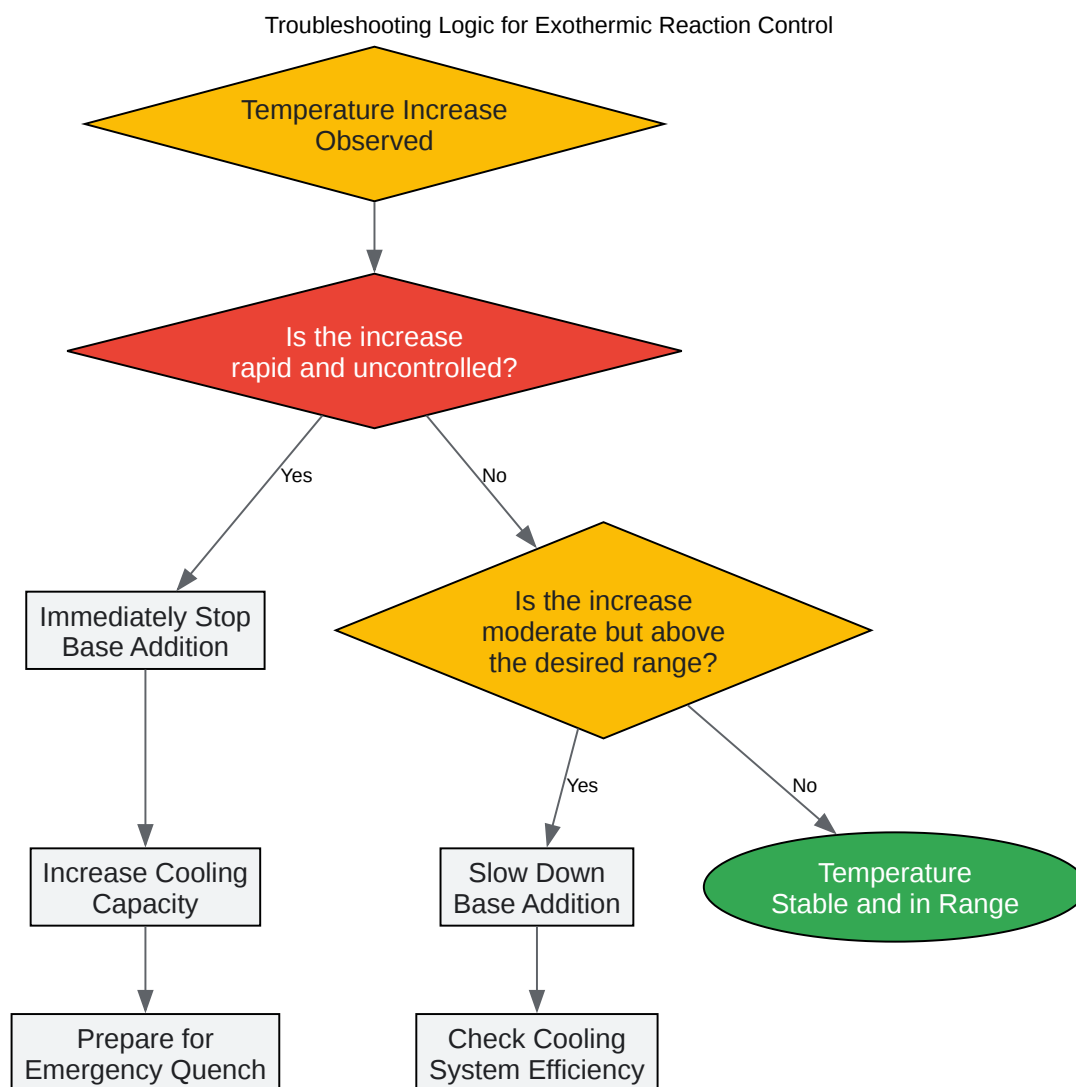 Troubleshooting Logic for Exothermic Reaction Control
Temperature Increase
Observed
Is the increase
rapid and uncontrolled?
Yes
No
Immediately Stop
Base Addition
Is the increase
moderate but above
the desired range?
Yes
No
Increase Cooling
Capacity
Slow Down
Base Addition
Temperature
Stable and in Range
Prepare for
Emergency Quench
Check Cooling
System Efficiency